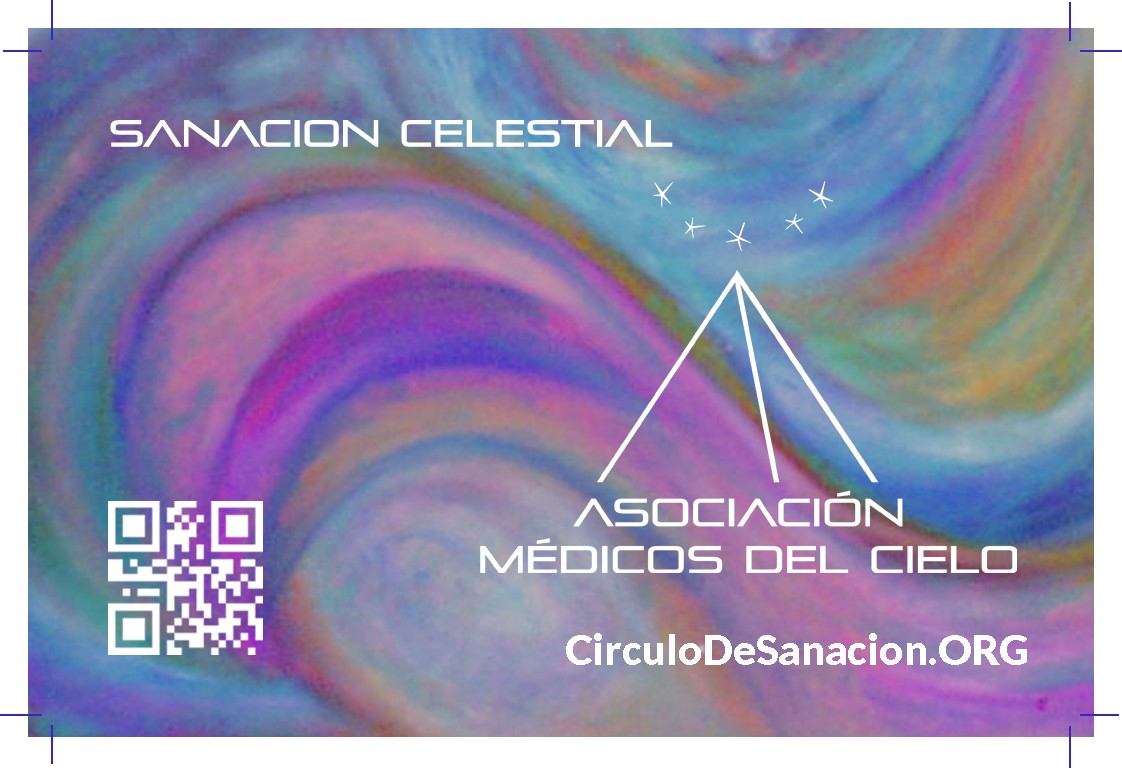 SANACION CELESTIAL
ASOCIACIÓN
MÉDICOS DEL CIELO
CirculoDeSanacion.ORG